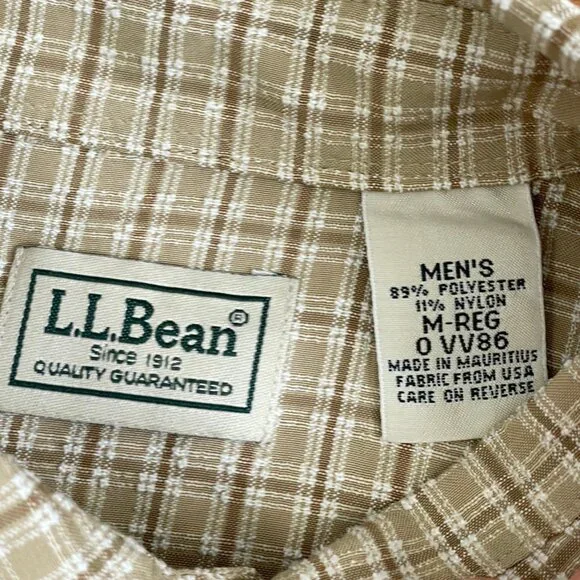 L.L.Bean®
Since 1912
QUALITY GUARANTEED
MEN'S
89% POLYESTER
11% NYLON
M-REG
0 VV86
MADE IN MAURITIUS
FABRIC FROM USA
CARE ON REVERSE